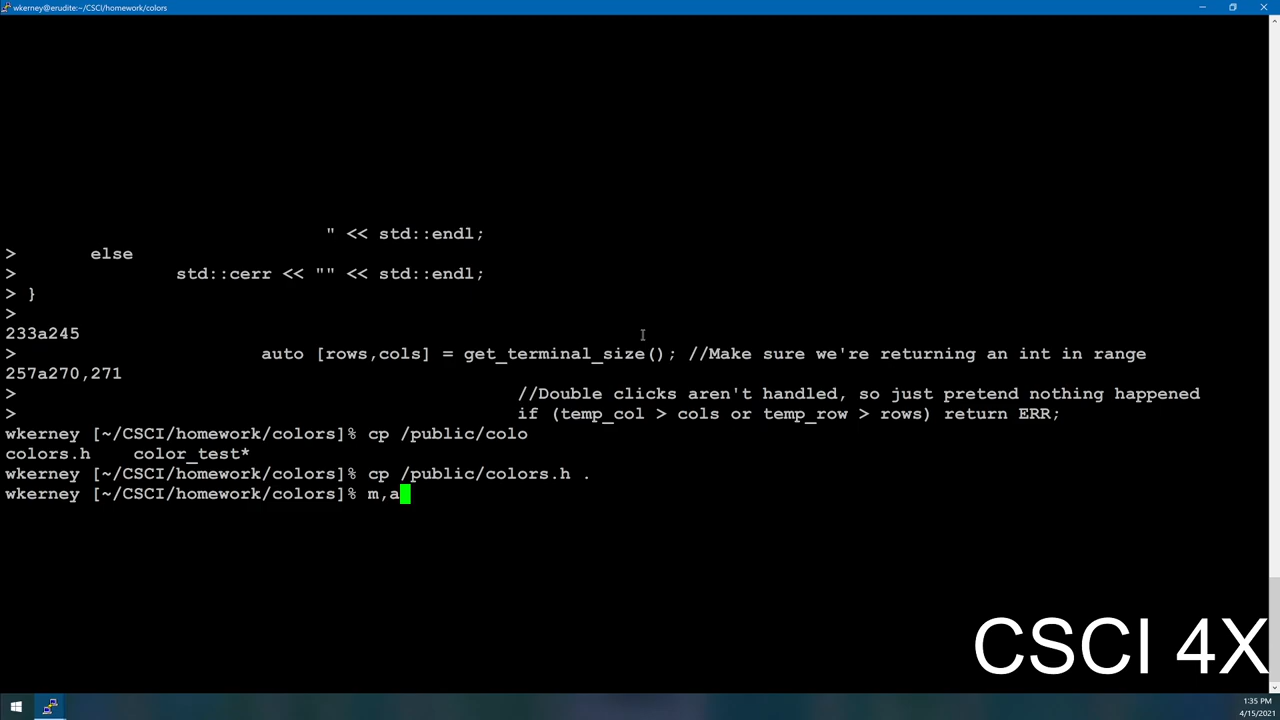 wkerney@erudite:~/CSCI/homework/colors
" << std::endl;
> else
> std::cerr << "" << std::endl;
> }
>
233a245
> auto [rows,cols] = get_terminal_size(); //Make sure we're returning an int in range
257a270,271
> //Double clicks aren't handled, so just pretend nothing happened
> if (temp_col > cols or temp_row > rows) return ERR;
wkerney [~/CSCI/homework/colors]% cp /public/colo
colors.h color_test*
wkerney [~/CSCI/homework/colors]% cp /public/colors.h .
wkerney [~/CSCI/homework/colors]% m,a
CSCI 4X
1:35 PM
4/15/2021